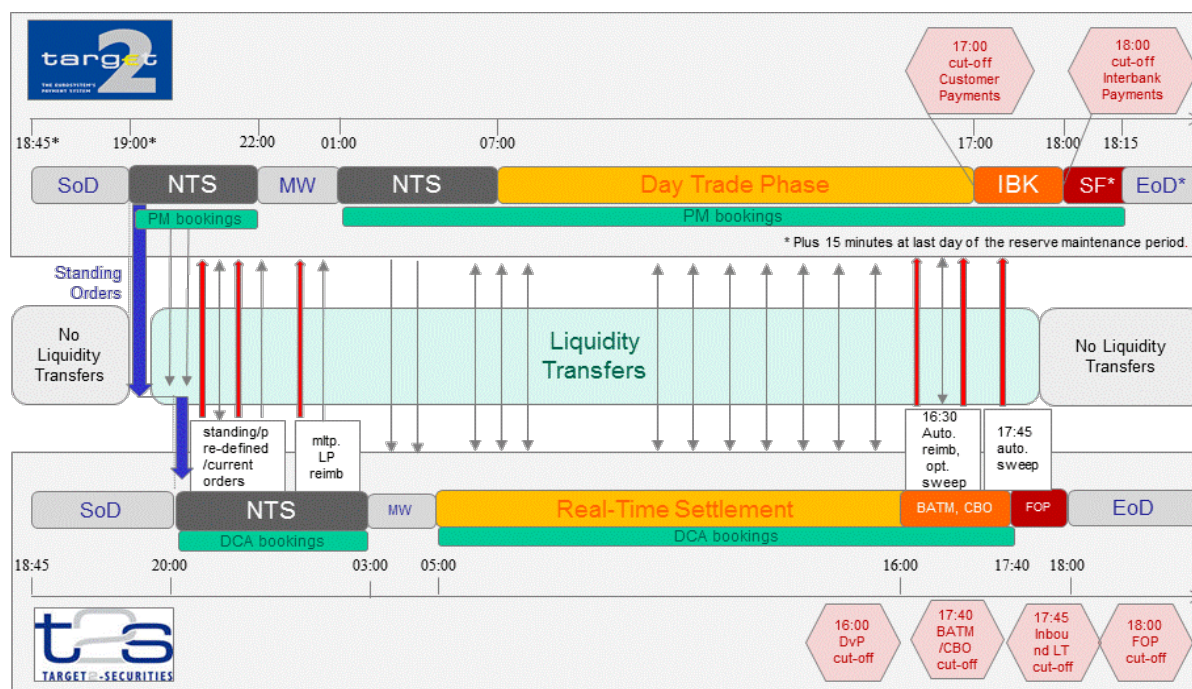 target
2
THE EUROSYSTEM'S
PAYMENT SYSTEM
17:00
cut-off
Customer
Payments
18:00
cut-off
Interbank
Payments
18:45*
19:00*
22:00
01:00
07:00
17:00
18:00
18:15
SoD
NTS
MW
NTS
Day Trade Phase
IBK
SF*
EoD*
PM bookings
PM bookings
* Plus 15 minutes at last day of the reserve maintenance period.
Standing
Orders
No
Liquidity
Transfers
Liquidity
Transfers
No Liquidity
Transfers
standing/p
re-defined
/current
orders
mltp.
LP
reimb
16:30
Auto.
reimb,
opt.
sweep
17:45
auto.
sweep
SoD
NTS
MW
Real-Time Settlement
BATM, CBO
FOP
EoD
DCA bookings
DCA bookings
18:45
20:00
03:00
05:00
16:00
17:40
18:00
t2s
TARGET2-SECURITIES
16:00
DvP
cut-off
17:40
BATM
/CBO
cut-off
17:45
Inbou
nd LT
cut-off
18:00
FOP
cut-off